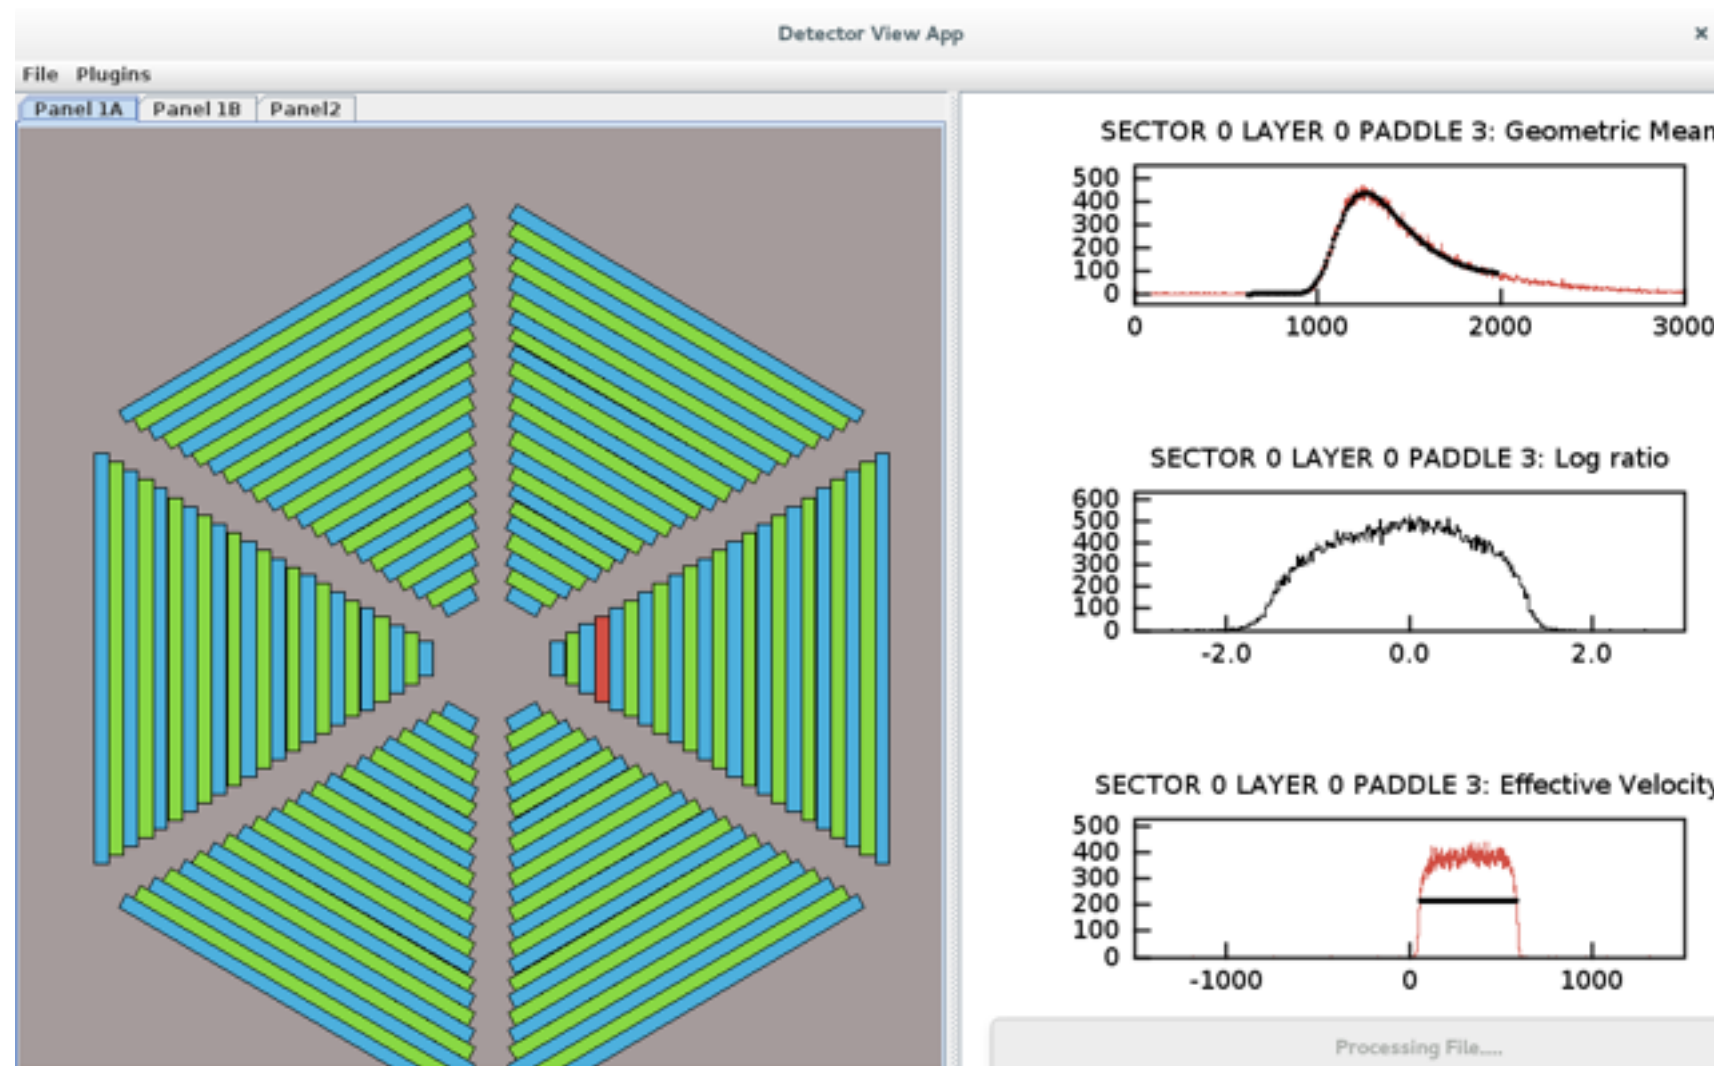 Detector View App
File Plugins
Panel 1A Panel 1B Panel2
SECTOR 0 LAYER 0 PADDLE 3: Geometric Mean
500
400
300
200
100
0
0 1000 2000 3000
SECTOR 0 LAYER 0 PADDLE 3: Log ratio
600
500
400
300
200
100
0
-2.0 0.0 2.0
SECTOR 0 LAYER 0 PADDLE 3: Effective Velocity
500
400
300
200
100
0
-1000 0 1000
Processing File....